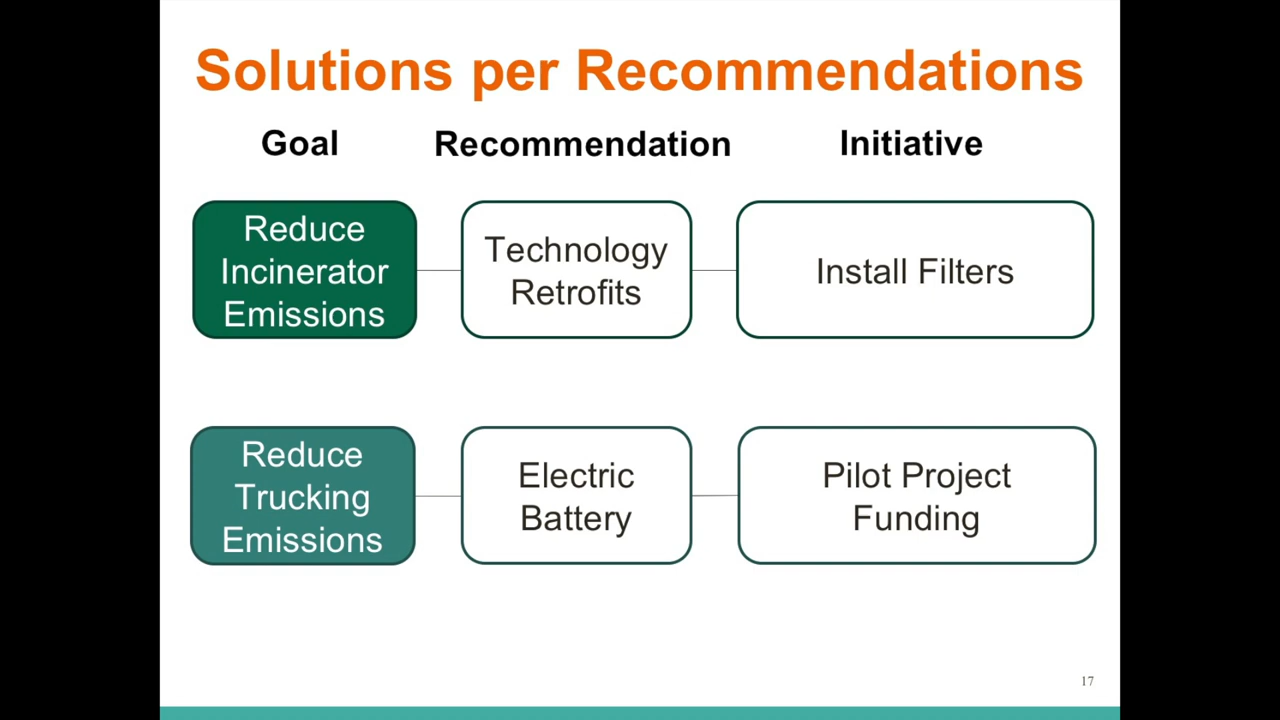 Solutions per Recommendations
Goal
Recommendation
Initiative
Reduce
Incinerator
Emissions
Technology
Retrofits
Install Filters
Reduce
Trucking
Emissions
Electric
Battery
Pilot Project
Funding
17